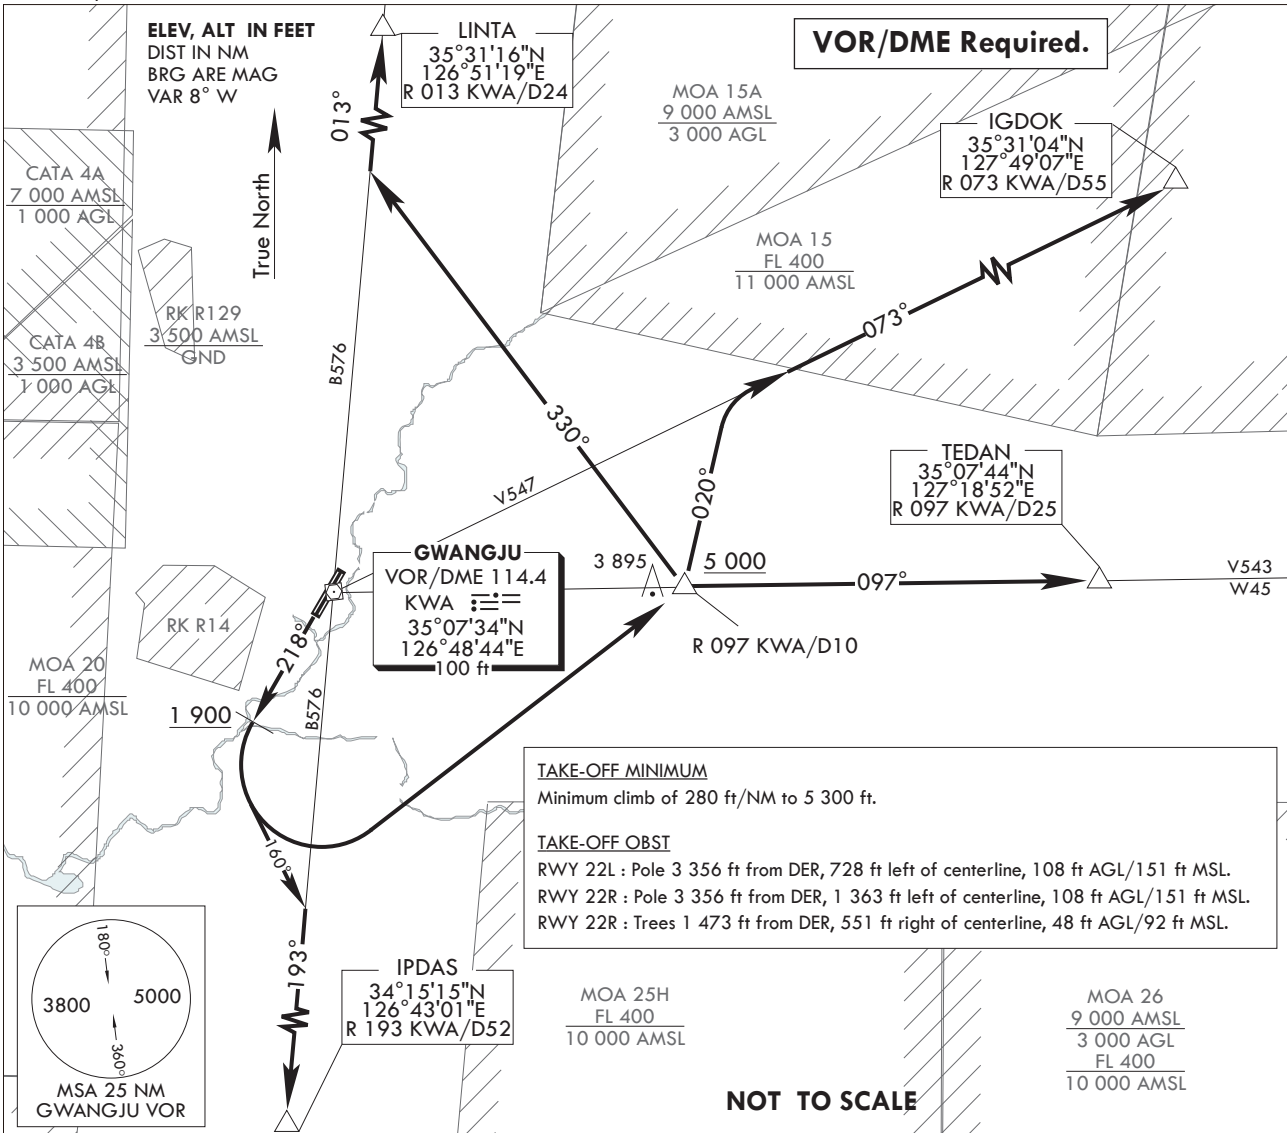 ELEV, ALT IN FEET
DIST IN NM
BRG ARE MAG
VAR 8° W
True North
LINTA
35°31'16"N
126°51'19"E
R 013 KWA/D24
VOR/DME Required.
013°
MOA 15A
9 000 AMSL
3 000 AGL
IGDOK
35°31'04"N
127°49'07"E
R 073 KWA/D55
CATA 4A
7 000 AMSL
1 000 AGL
MOA 15
FL 400
11 000 AMSL
RK R129
3 500 AMSL
GND
CATA 4B
3 500 AMSL
1 000 AGL
B576
073°
330°
V547
020°
TEDAN
35°07'44"N
127°18'52"E
R 097 KWA/D25
GWANGJU
VOR/DME 114.4
KWA
35°07'34"N
126°48'44"E
100 ft
3 895
5 000
097°
V543
W45
R 097 KWA/D10
RK R14
218°
MOA 20
FL 400
10 000 AMSL
1 900
B576
160°
193°
TAKE-OFF MINIMUM
Minimum climb of 280 ft/NM to 5 300 ft.
TAKE-OFF OBST
RWY 22L : Pole 3 356 ft from DER, 728 ft left of centerline, 108 ft AGL/151 ft MSL.
RWY 22R : Pole 3 356 ft from DER, 1 363 ft left of centerline, 108 ft AGL/151 ft MSL.
RWY 22R : Trees 1 473 ft from DER, 551 ft right of centerline, 48 ft AGL/92 ft MSL.
180°
3800
5000
360°
MSA 25 NM
GWANGJU VOR
IPDAS
34°15'15"N
126°43'01"E
R 193 KWA/D52
MOA 25H
FL 400
10 000 AMSL
MOA 26
9 000 AMSL
3 000 AGL
FL 400
10 000 AMSL
NOT TO SCALE